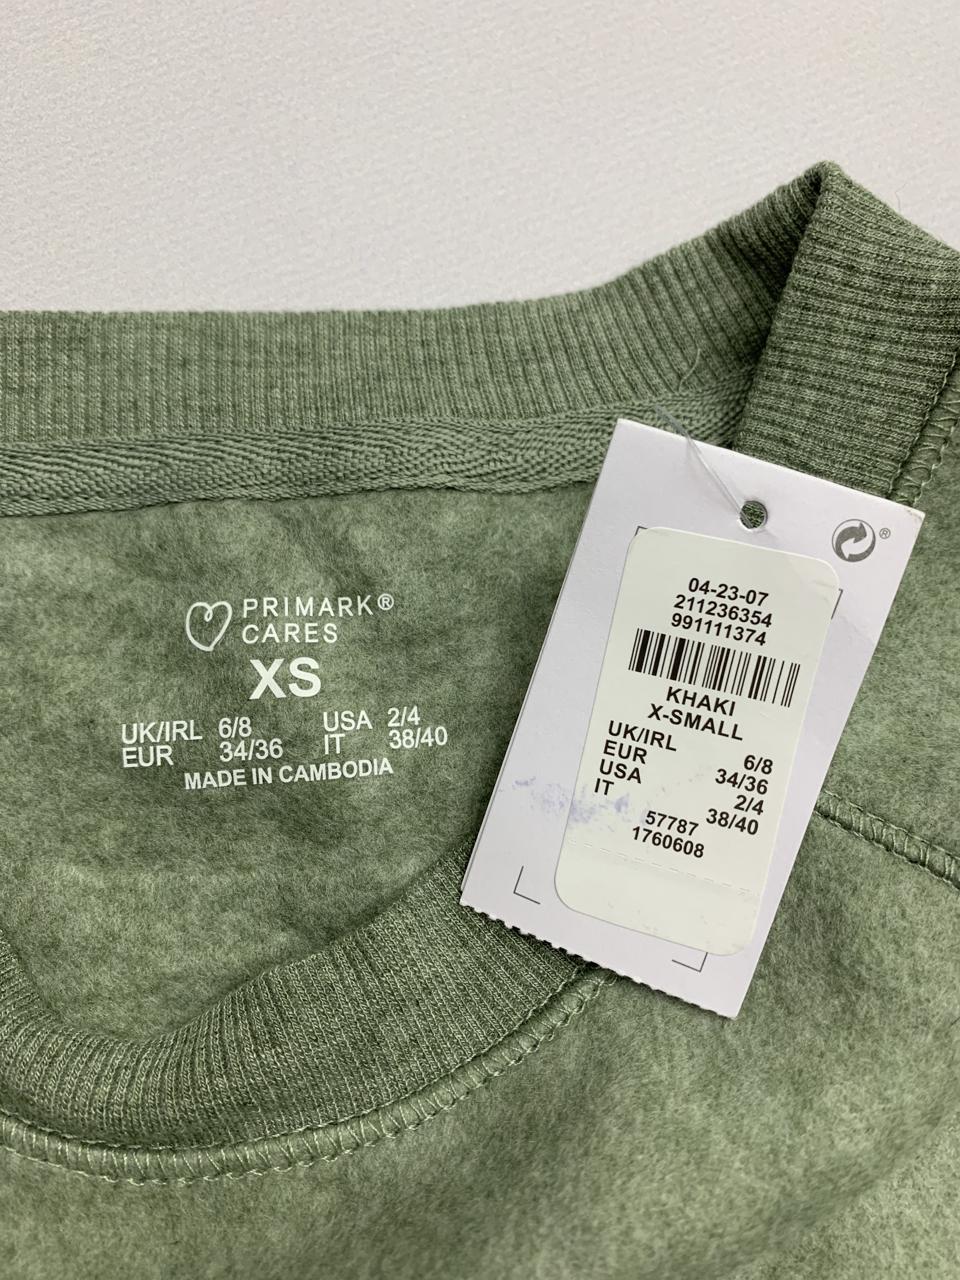 PRIMARK®
CARES
XS
UK/IRL 6/8 USA 2/4
EUR 34/36 IT 38/40
MADE IN CAMBODIA
®
04-23-07
211236354
991111374
KHAKI
X-SMALL
UK/IRL 6/8
EUR 34/36
USA 2/4
IT 38/40
57787
1760608